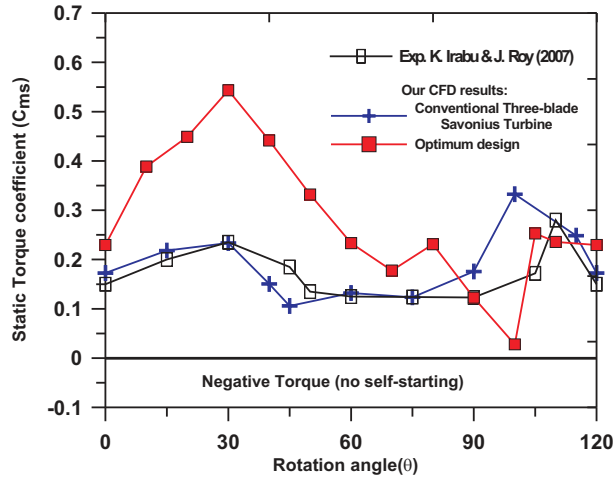 0.7
0.6
0.5
0.4
0.3
0.2
0.1
0
-0.1
Static Torque coefficient (Cms)
Exp. K. Irabu & J. Roy (2007)
Our CFD results:
Conventional Three-blade
Savonius Turbine
Optimum design
Negative Torque (no self-starting)
0 30 60 90 120
Rotation angle(θ)